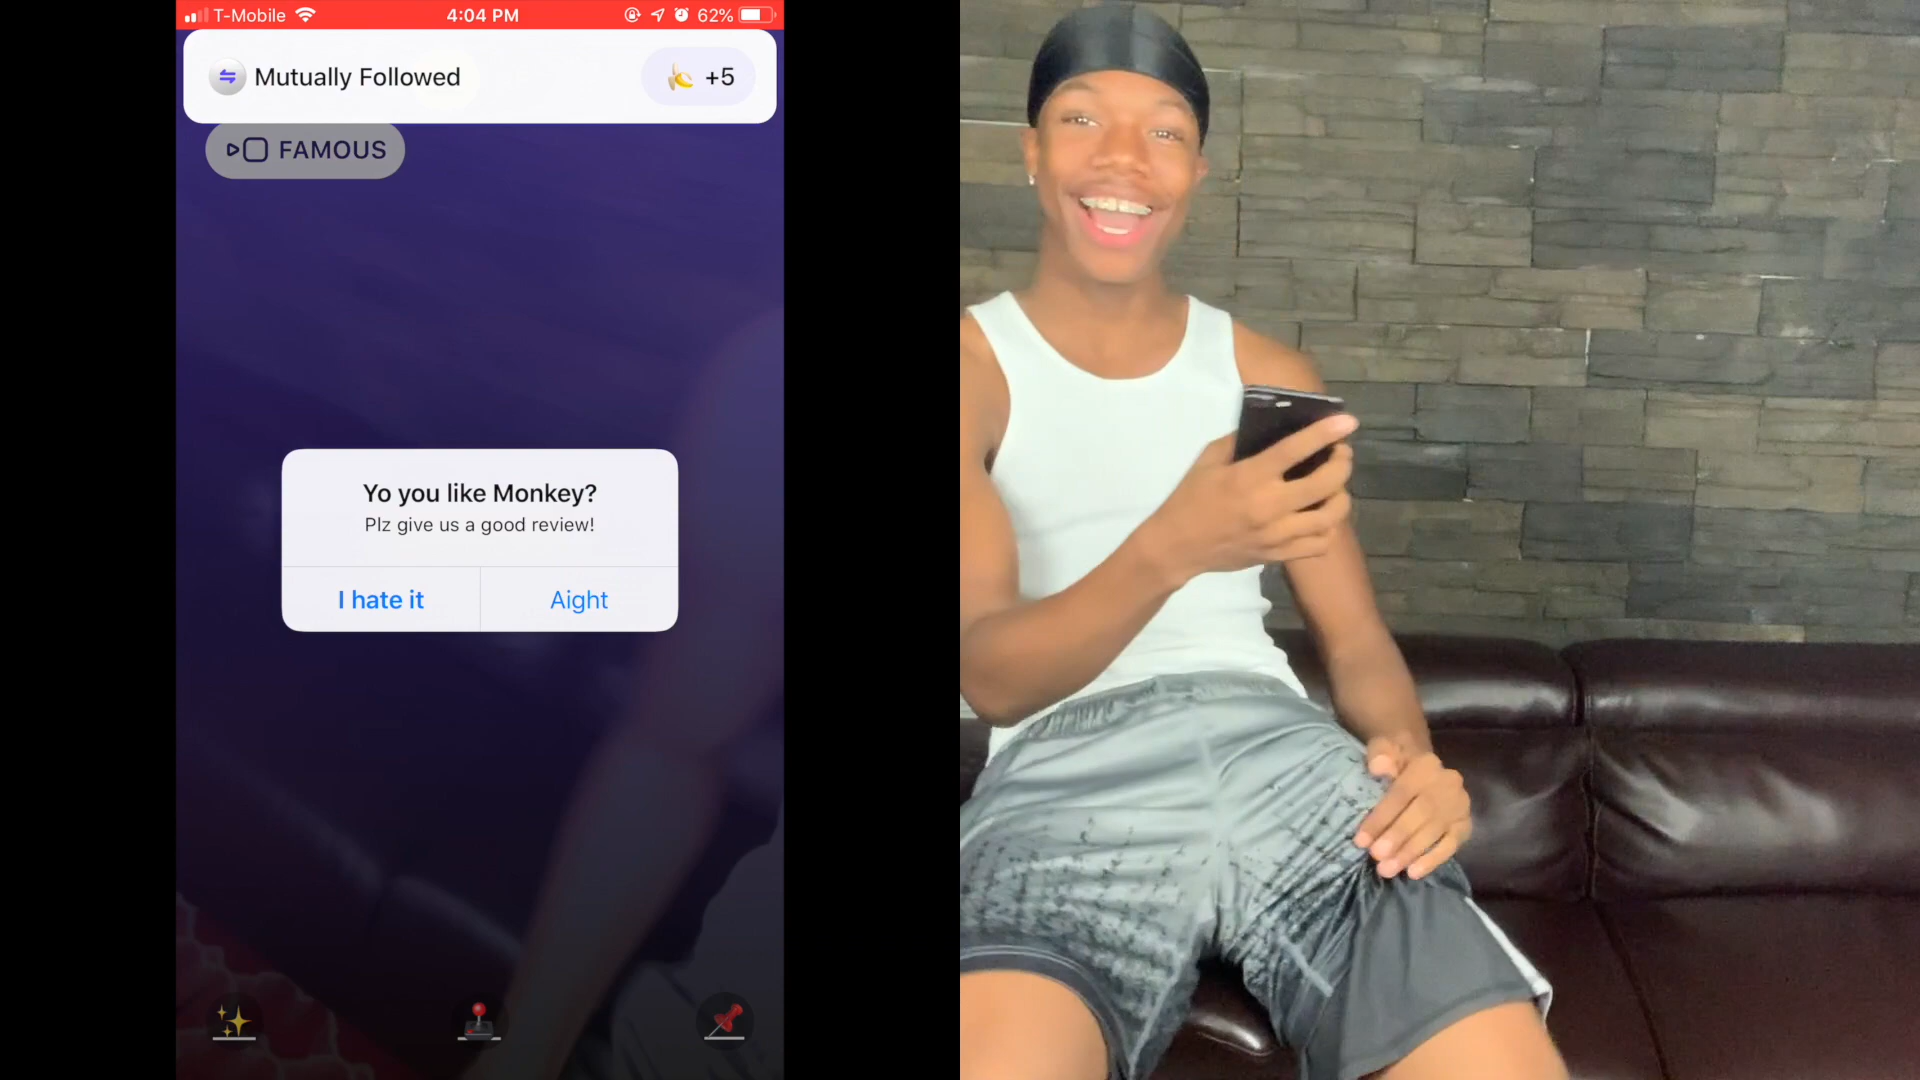 T-Mobile 4:04 PM 62%
Mutually Followed +5
FAMOUS
Yo you like Monkey?
Plz give us a good review!
I hate it Aight